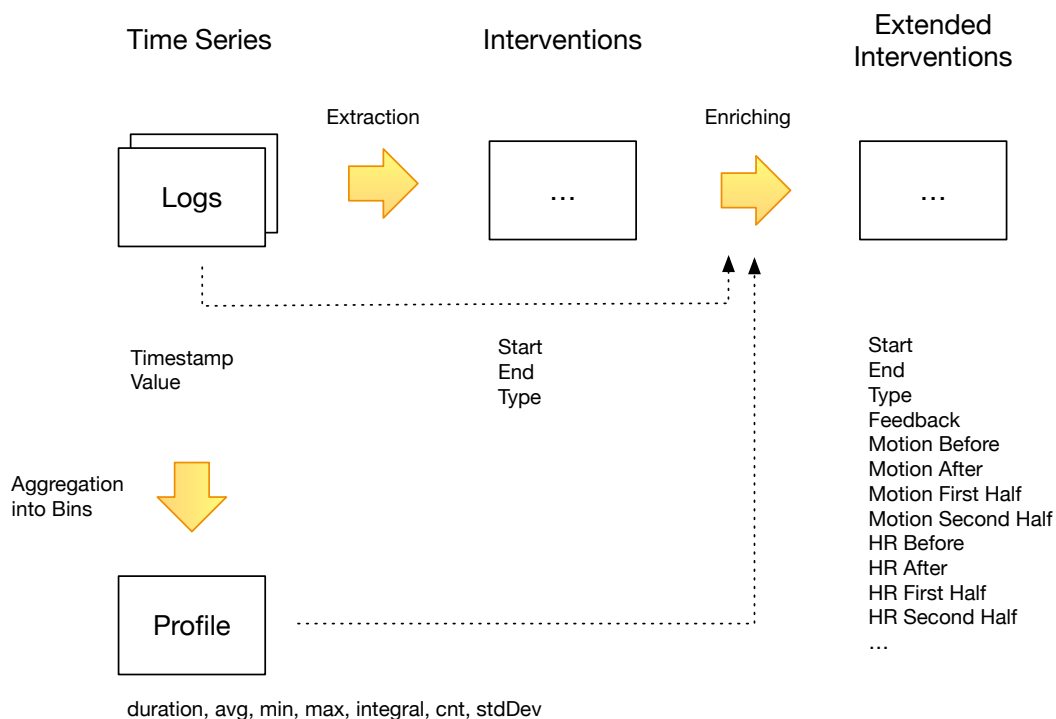 Time Series
Interventions
Extended
Interventions
Extraction
Enriching
Logs
...
...
Timestamp
Value
Start
End
Type
Start
End
Type
Feedback
Motion Before
Motion After
Motion First Half
Motion Second Half
HR Before
HR After
HR First Half
HR Second Half
...
Aggregation
into Bins
Profile
duration, avg, min, max, integral, cnt, stdDev